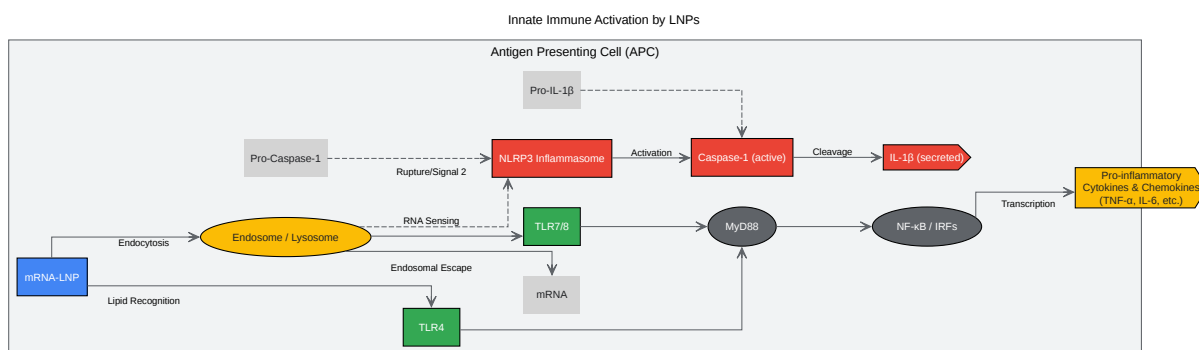 Innate Immune Activation by LNPs
Antigen Presenting Cell (APC)
Pro-IL-1β
Pro-Caspase-1
NLRP3 Inflammasome
Activation
Caspase-1 (active)
Cleavage
IL-1β (secreted)
Rupture/Signal 2
Pro-inflammatory
Cytokines & Chemokines
(TNF-α, IL-6, etc.)
Transcription
RNA Sensing
TLR7/8
MyD88
NF-κB / IRFs
Endocytosis
Endosome / Lysosome
Endosomal Escape
mRNA-LNP
mRNA
Lipid Recognition
TLR4